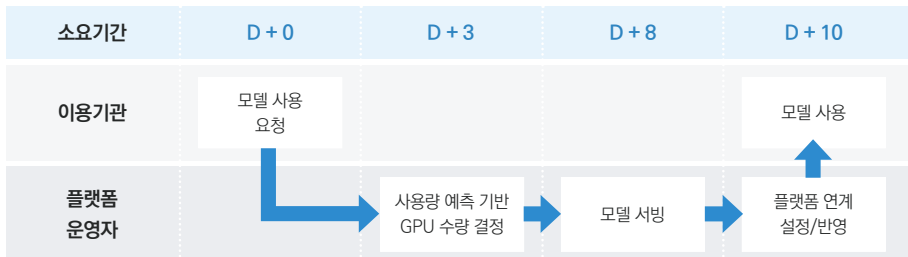 소요기간
D + 0
D + 3
D + 8
D + 10
이용기관
모델 사용
요청
모델 사용
플랫폼
운영자
사용량 예측 기반
GPU 수량 결정
모델 서빙
플랫폼 연계
설정/반영